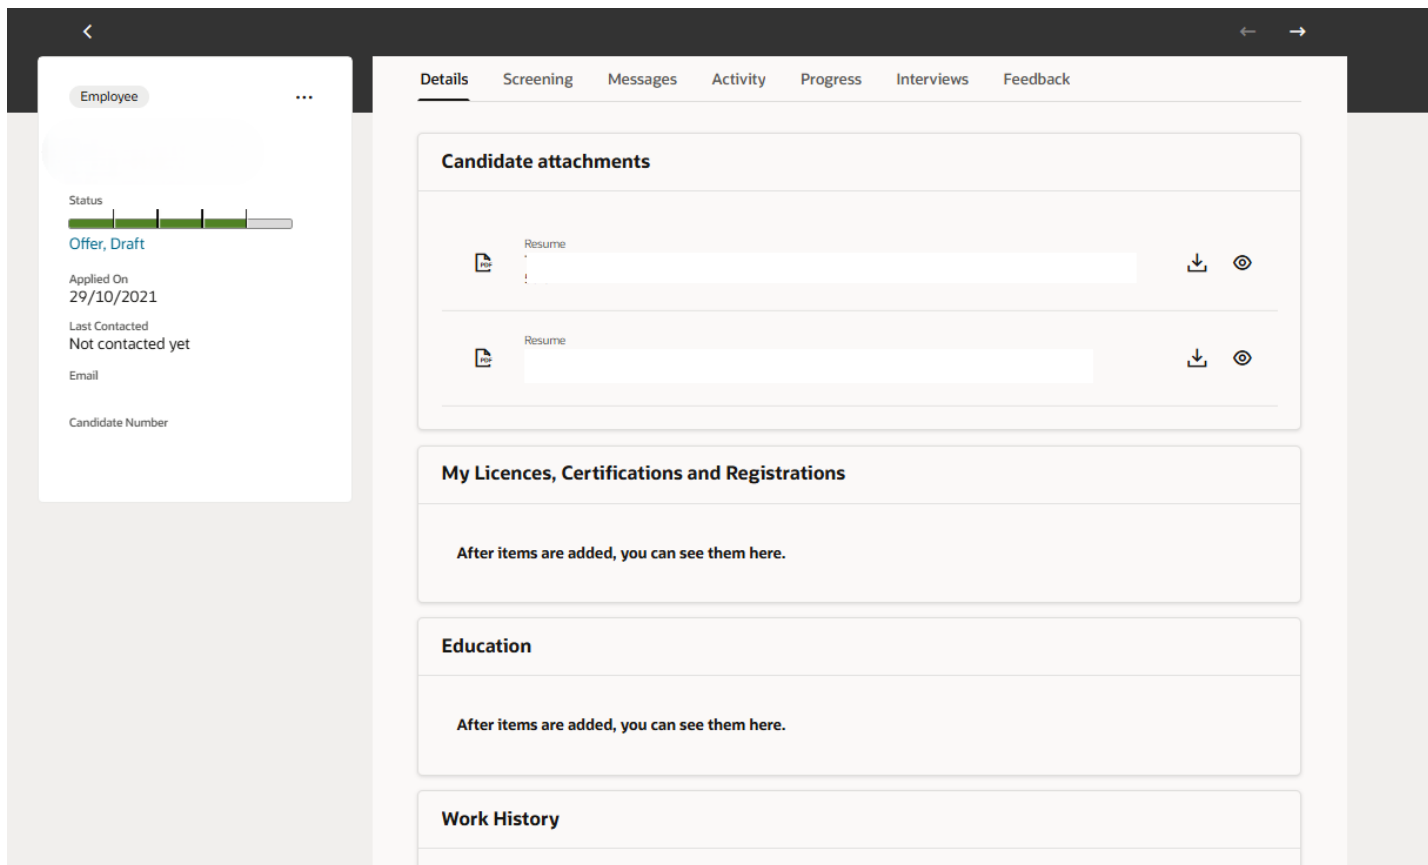 Details Screening Messages Activity Progress Interviews Feedback
Employee
Status
Offer, Draft
Applied On
29/10/2021
Last Contacted
Not contacted yet
Email
Candidate Number
Candidate attachments
Resume
PDF
Resume
PDF
My Licences, Certifications and Registrations
After items are added, you can see them here.
Education
After items are added, you can see them here.
Work History